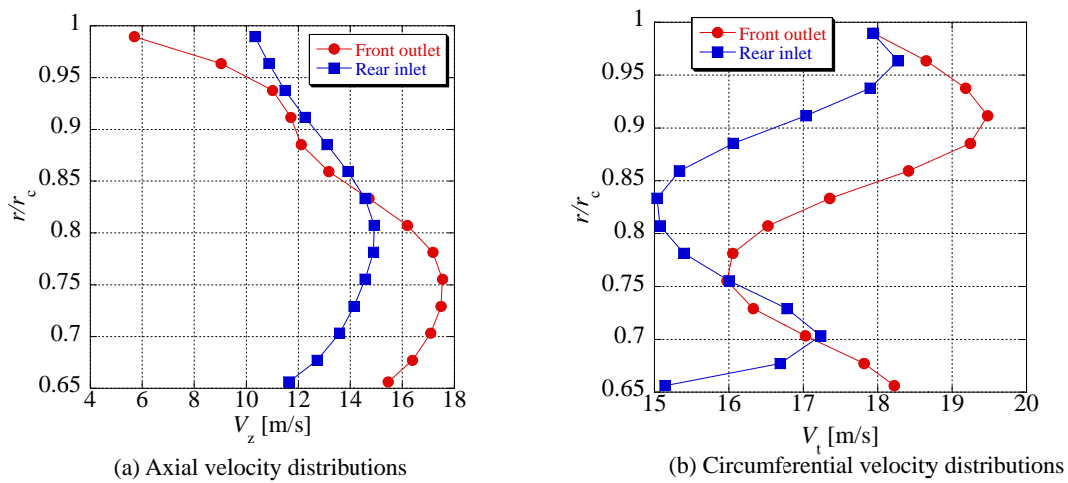 1
0.95
0.9
0.85
0.8
0.75
0.7
0.65
r/rc
4 6 8 10 12 14 16 18
Vz [m/s]
Front outlet
Rear inlet
(a) Axial velocity distributions
1
0.95
0.9
0.85
0.8
0.75
0.7
0.65
r/rc
15 16 17 18 19 20
Vt [m/s]
Front outlet
Rear inlet
(b) Circumferential velocity distributions